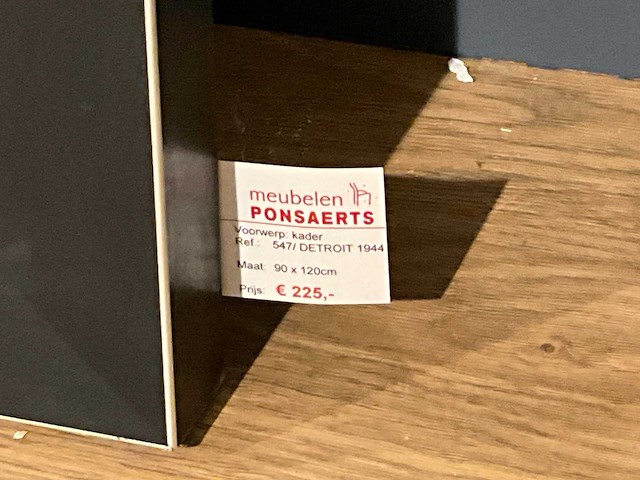 meubelen
PONSAERTS
Voorwerp: kader
Ref.: 547/ DETROIT 1944
Maat: 90 x 120cm
Prijs: € 225,-